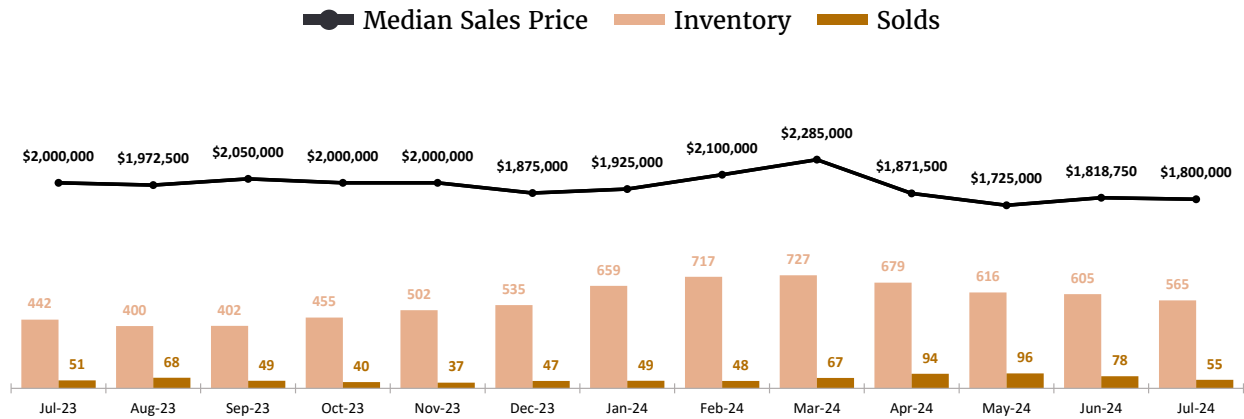 Median Sales Price Inventory Solds
$2,000,000 $1,972,500 $2,050,000 $2,000,000 $2,000,000 $1,875,000 $1,925,000 $2,100,000 $2,285,000 $1,871,500 $1,725,000 $1,818,750 $1,800,000
442 400 402 455 502 535 659 717 727 679 616 605 565
51 68 49 40 37 47 49 48 67 94 96 78 55
Jul-23 Aug-23 Sep-23 Oct-23 Nov-23 Dec-23 Jan-24 Feb-24 Mar-24 Apr-24 May-24 Jun-24 Jul-24